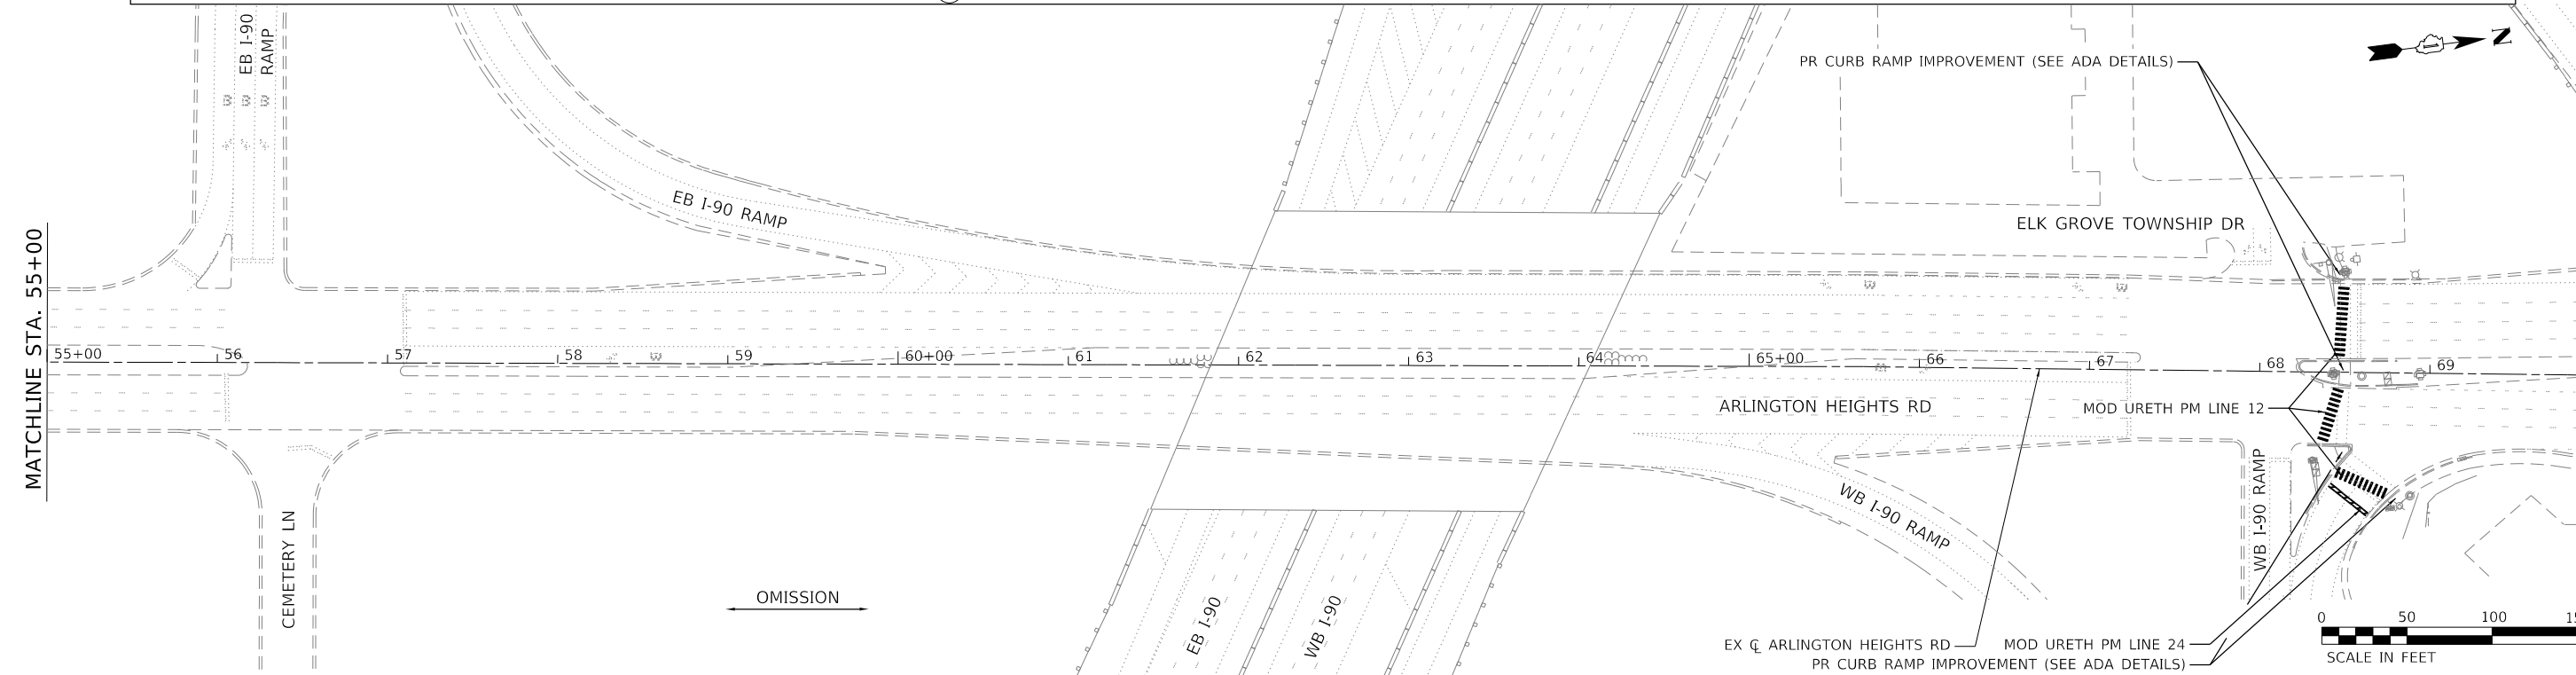 EB I-90
RAMP
N
PR CURB RAMP IMPROVEMENT (SEE ADA DETAILS)
EB I-90 RAMP
ELK GROVE TOWNSHIP DR
MATCHLINE STA. 55+00
55+00
56
57
58
59
60+00
61
62
63
64
65+00
66
67
68
69
ARLINGTON HEIGHTS RD
MOD URETH PM LINE 12
CEMETERY LN
WB I-90 RAMP
WB I-90 RAMP
OMISSION
EB I-90
WB I-90
EX ℄ ARLINGTON HEIGHTS RD
MOD URETH PM LINE 24
PR CURB RAMP IMPROVEMENT (SEE ADA DETAILS)
0 50 100
SCALE IN FEET